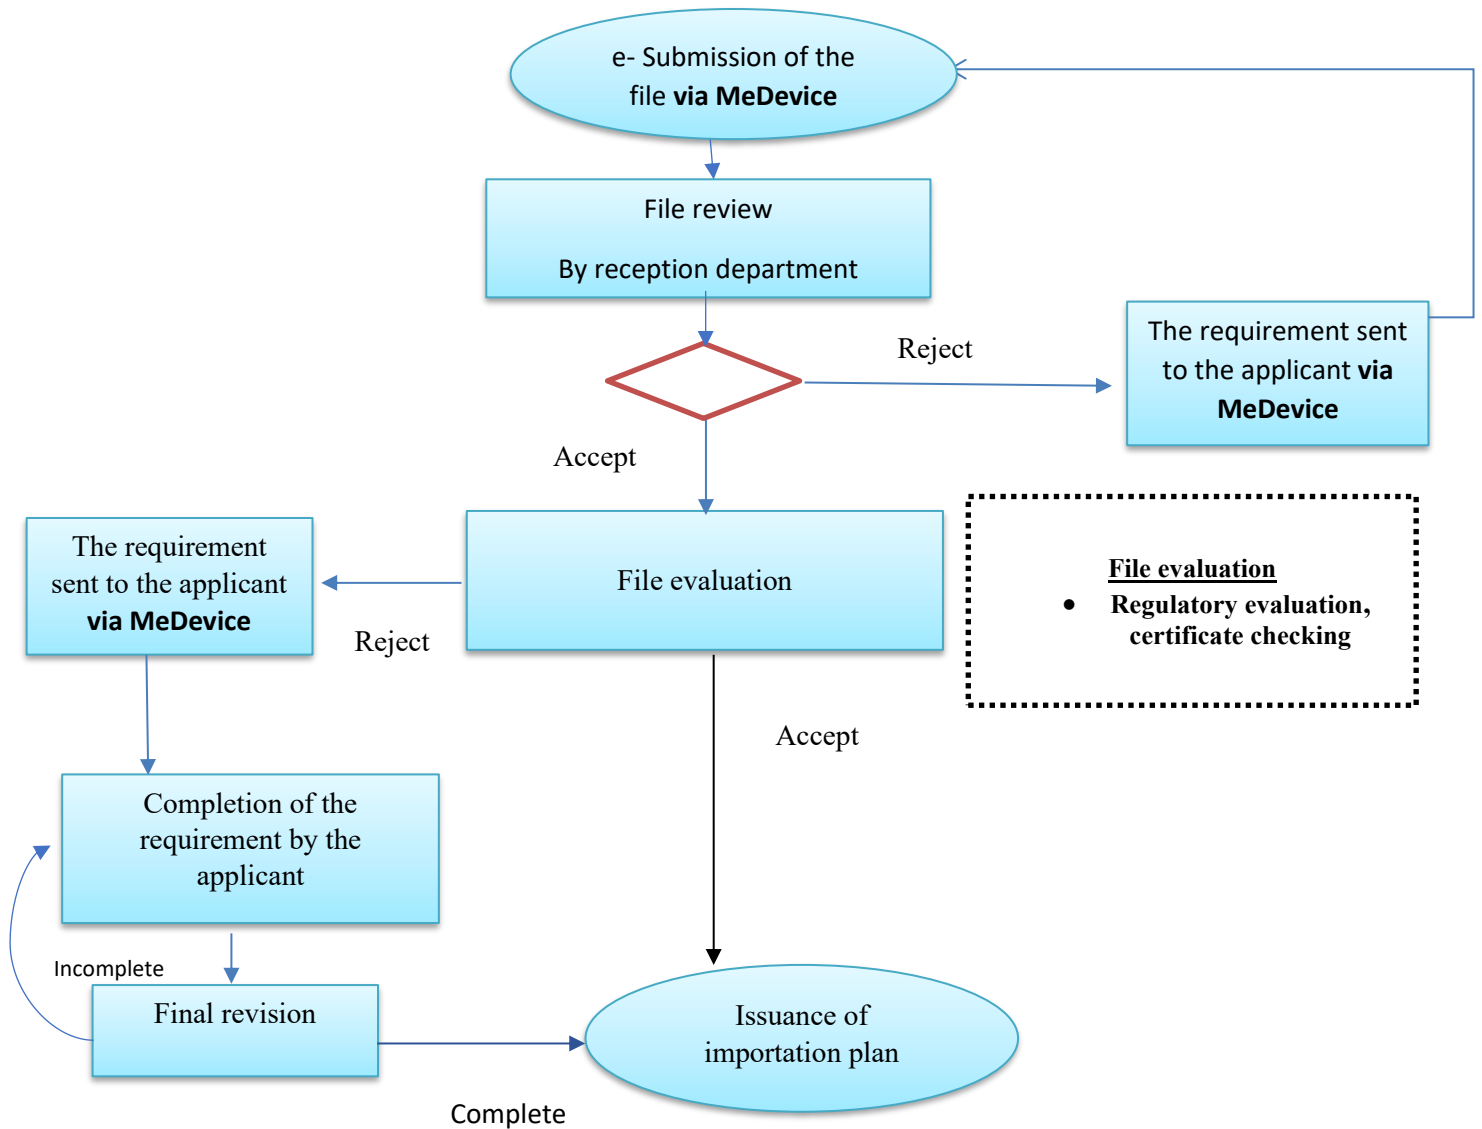 e- Submission of the
file via MeDevice
File review
By reception department
Reject
The requirement sent
to the applicant via
MeDevice
Accept
The requirement
sent to the applicant
via MeDevice
File evaluation
Reject
File evaluation
• Regulatory evaluation,
certificate checking
Accept
Completion of the
requirement by the
applicant
Incomplete
Final revision
Issuance of
importation plan
Complete